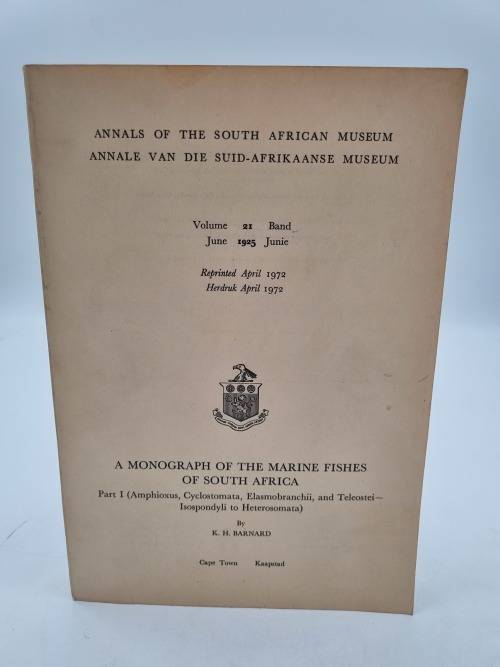 ANNALS OF THE SOUTH AFRICAN MUSEUM
ANNALE VAN DIE SUID-AFRIKAANSE MUSEUM
Volume 21 Band
June 1925 Junie
Reprinted April 1972
Herdruk April 1972
A MONOGRAPH OF THE MARINE FISHES
OF SOUTH AFRICA
Part I (Amphioxus, Cyclostomata, Elasmobranchii, and Teleostei—
Isospondyli to Heterosomata)
By
K. H. BARNARD
Cape Town Kaapstad